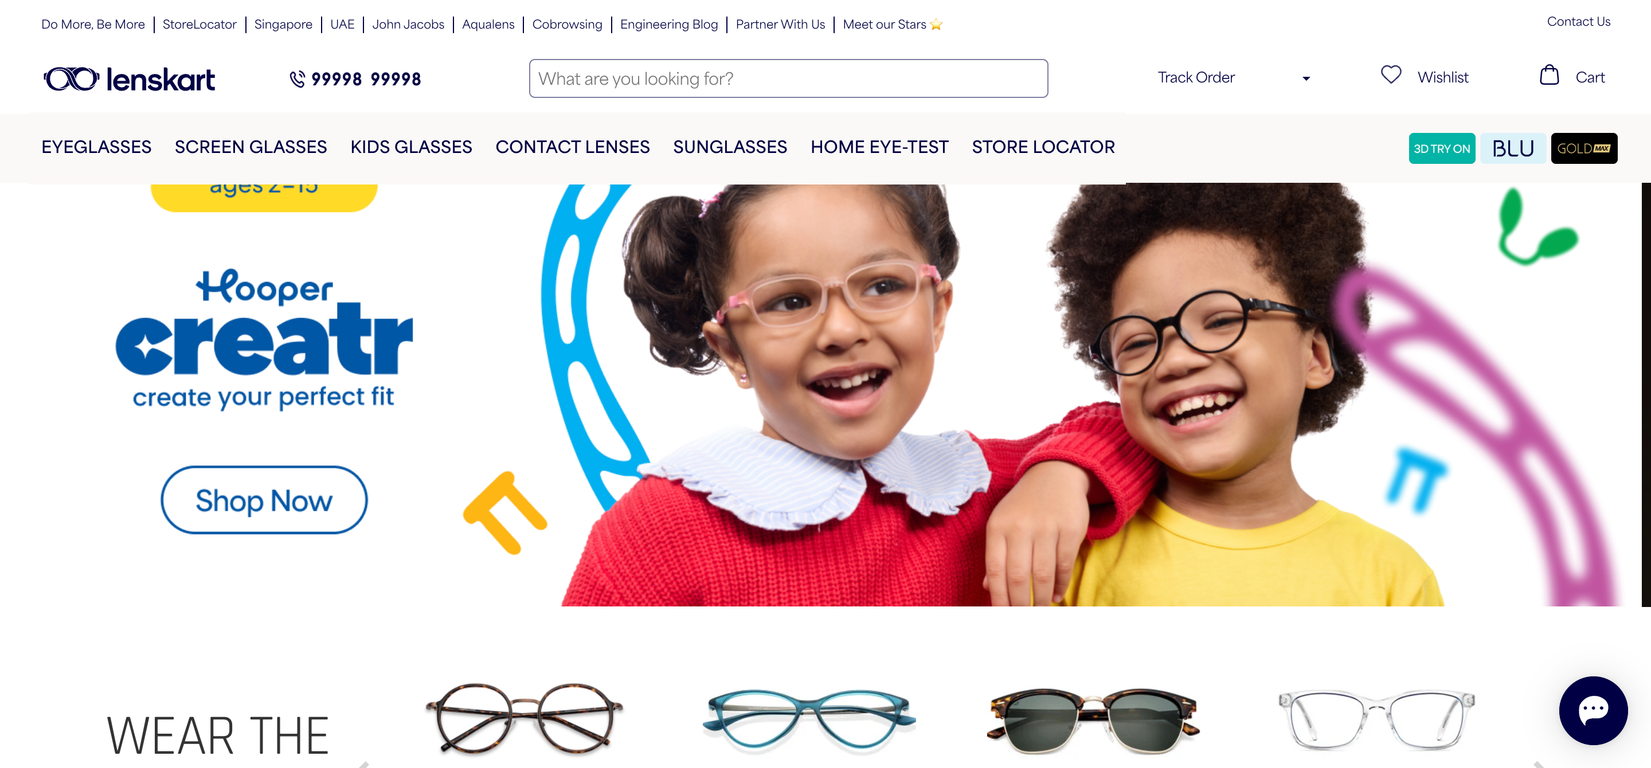 Do More, Be More | StoreLocator | Singapore | UAE | John Jacobs | Aqualens | Cobrowsing | Engineering Blog | Partner With Us | Meet our Stars ⭐
Contact Us
lenskart
99998 99998
What are you looking for?
Track Order
Wishlist
Cart
EYEGLASSES SCREEN GLASSES KIDS GLASSES CONTACT LENSES SUNGLASSES HOME EYE-TEST STORE LOCATOR
3D TRY ON
BLU
GOLD MAX
ages 2-15
Hooper
creatr
create your perfect fit
Shop Now
WEAR THE